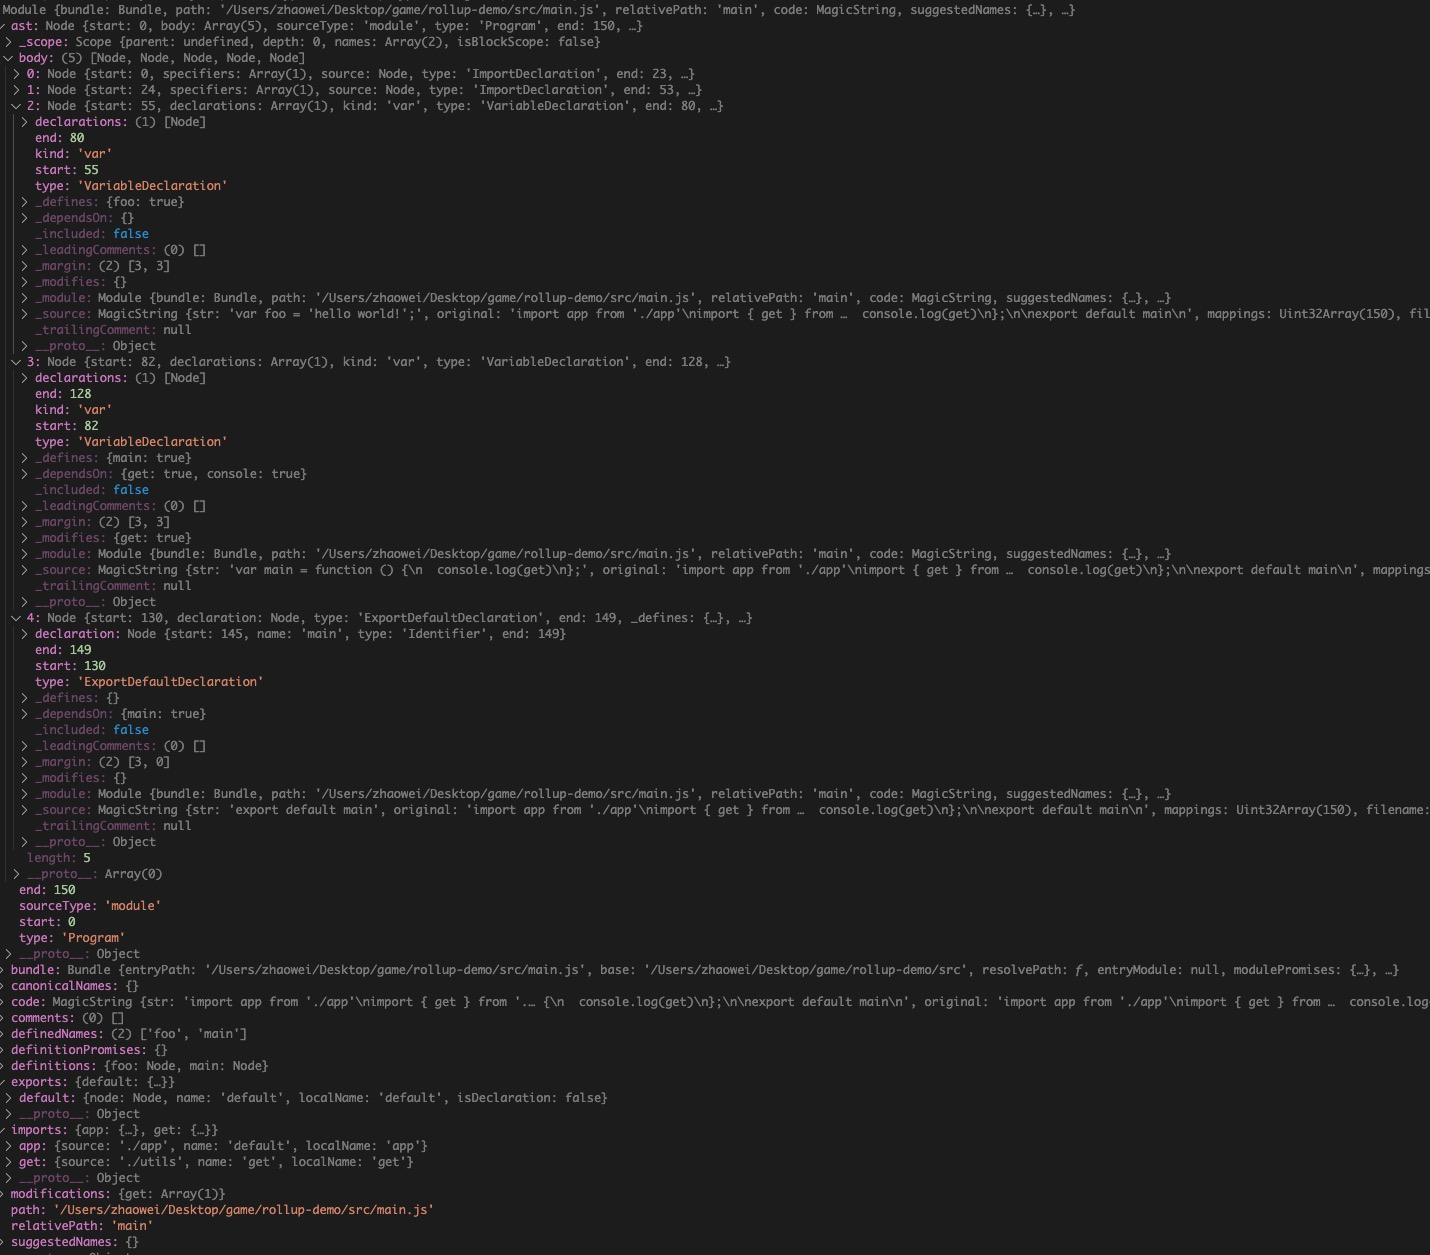 Module {bundle: Bundle, path: '/Users/zhaowei/Desktop/game/rollup-demo/src/main.js', relativePath: 'main', code: MagicString, suggestedNames: {…}, …}
ast: Node {start: 0, body: Array(5), sourceType: 'module', type: 'Program', end: 150, …}
_scope: Scope {parent: undefined, depth: 0, names: Array(2), isBlockScope: false}
body: (5) [Node, Node, Node, Node, Node]
0: Node {start: 0, specifiers: Array(1), source: Node, type: 'ImportDeclaration', end: 23, …}
1: Node {start: 24, specifiers: Array(1), source: Node, type: 'ImportDeclaration', end: 53, …}
2: Node {start: 55, declarations: Array(1), kind: 'var', type: 'VariableDeclaration', end: 80, …}
declarations: (1) [Node]
end: 80
kind: 'var'
start: 55
type: 'VariableDeclaration'
_defines: {foo: true}
_dependsOn: {}
_included: false
_leadingComments: (0) []
_margin: (2) [3, 3]
_modifies: {}
_module: Module {bundle: Bundle, path: '/Users/zhaowei/Desktop/game/rollup-demo/src/main.js', relativePath: 'main', code: MagicString, suggestedNames: {…}, …}
_source: MagicString {str: 'var foo = 'hello world!';', original: 'import app from './app'\nimport { get } from …  console.log(get)\n};\n\nexport default main\n', mappings: Uint32Array(150), fil
_trailingComment: null
__proto__: Object
3: Node {start: 82, declarations: Array(1), kind: 'var', type: 'VariableDeclaration', end: 128, …}
declarations: (1) [Node]
end: 128
kind: 'var'
start: 82
type: 'VariableDeclaration'
_defines: {main: true}
_dependsOn: {get: true, console: true}
_included: false
_leadingComments: (0) []
_margin: (2) [3, 3]
_modifies: {get: true}
_module: Module {bundle: Bundle, path: '/Users/zhaowei/Desktop/game/rollup-demo/src/main.js', relativePath: 'main', code: MagicString, suggestedNames: {…}, …}
_source: MagicString {str: 'var main = function () {\n  console.log(get)\n};', original: 'import app from './app'\nimport { get } from …  console.log(get)\n};\n\nexport default main\n', mappings
_trailingComment: null
__proto__: Object
4: Node {start: 130, declaration: Node, type: 'ExportDefaultDeclaration', end: 149, _defines: {…}, …}
declaration: Node {start: 145, name: 'main', type: 'Identifier', end: 149}
end: 149
start: 130
type: 'ExportDefaultDeclaration'
_defines: {}
_dependsOn: {main: true}
_included: false
_leadingComments: (0) []
_margin: (2) [3, 0]
_modifies: {}
_module: Module {bundle: Bundle, path: '/Users/zhaowei/Desktop/game/rollup-demo/src/main.js', relativePath: 'main', code: MagicString, suggestedNames: {…}, …}
_source: MagicString {str: 'export default main', original: 'import app from './app'\nimport { get } from …  console.log(get)\n};\n\nexport default main\n', mappings: Uint32Array(150), filename:
_trailingComment: null
__proto__: Object
length: 5
__proto__: Array(0)
end: 150
sourceType: 'module'
start: 0
type: 'Program'
__proto__: Object
bundle: Bundle {entryPath: '/Users/zhaowei/Desktop/game/rollup-demo/src/main.js', base: '/Users/zhaowei/Desktop/game/rollup-demo/src', resolvePath: ƒ, entryModule: null, modulePromises: {…}, …}
canonicalNames: {}
code: MagicString {str: 'import app from './app'\nimport { get } from '.… {\n  console.log(get)\n};\n\nexport default main\n', original: 'import app from './app'\nimport { get } from …  console.log
comments: (0) []
definedNames: (2) ['foo', 'main']
definitionPromises: {}
definitions: {foo: Node, main: Node}
exports: {default: {…}}
default: {node: Node, name: 'default', localName: 'default', isDeclaration: false}
__proto__: Object
imports: {app: {…}, get: {…}}
app: {source: './app', name: 'default', localName: 'app'}
get: {source: './utils', name: 'get', localName: 'get'}
__proto__: Object
modifications: {get: Array(1)}
path: '/Users/zhaowei/Desktop/game/rollup-demo/src/main.js'
relativePath: 'main'
suggestedNames: {}